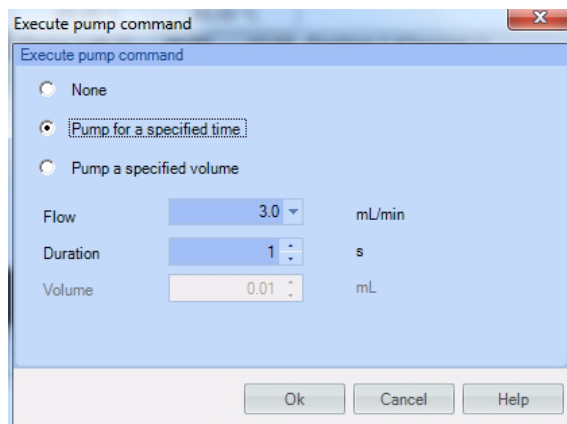 Execute pump command
Execute pump command
None
Pump for a specified time
Pump a specified volume
Flow 3.0 mL/min
Duration 1 s
Volume 0.01 mL
Ok Cancel Help